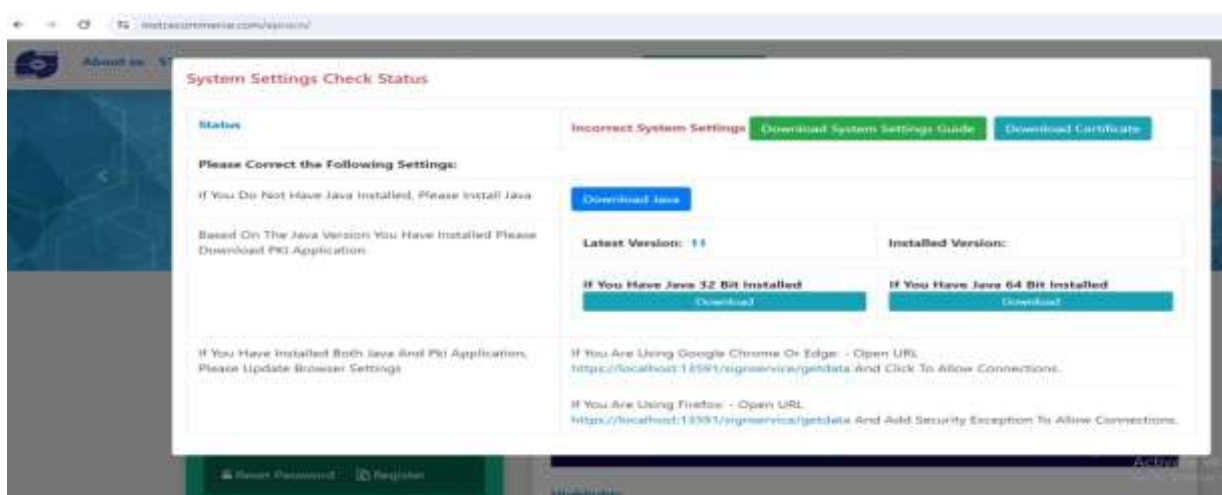 About us
System Settings Check Status
Status
Incorrect System Settings Download System Settings Guide Download Certificate
Please Correct the Following Settings:
If You Do Not Have Java Installed, Please Install Java
Download Java
Based On The Java Version You Have Installed Please
Download PKI Application
Latest Version: 11
Installed Version:
If You Have Java 32 Bit Installed
Download
If You Have Java 64 Bit Installed
Download
If You Have Installed Both Java And Pki Application,
Please Update Browser Settings
If You Are Using Google Chrome Or Edge: - Open URL
https://localhost:13591/signservice/getdata And Click To Allow Connections.
If You Are Using Firefox: - Open URL
https://localhost:13591/signservice/getdata And Add Security Exception To Allow Connections.
Reset Password Register
Highlights